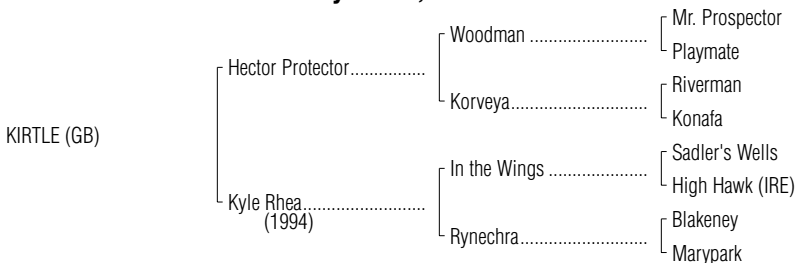 Mr. Prospector
Woodman ..........................
Playmate
Hector Protector................
Riverman
Korveya..............................
Konafa
KIRTLE (GB)
Sadler's Wells
In the Wings ......................
High Hawk (IRE)
Kyle Rhea...........................
(1994)
Blakeney
Rynechra............................
Marypark